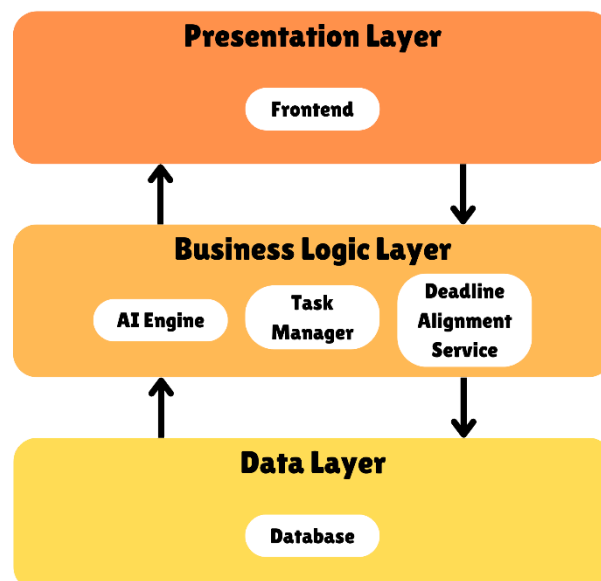 Presentation Layer
Frontend
Business Logic Layer
AI Engine
Task
Manager
Deadline
Alignment
Service
Data Layer
Database